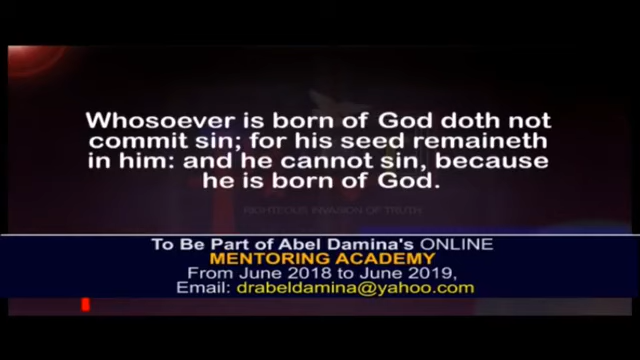 Whosoever is born of God doth not
commit sin; for his seed remaineth
in him: and he cannot sin, because
he is born of God.
RIGHTEOUS INVASION OF TRUTH
To Be Part of Abel Damina's ONLINE
MENTORING ACADEMY
From June 2018 to June 2019,
Email: drabeldamina@yahoo.com